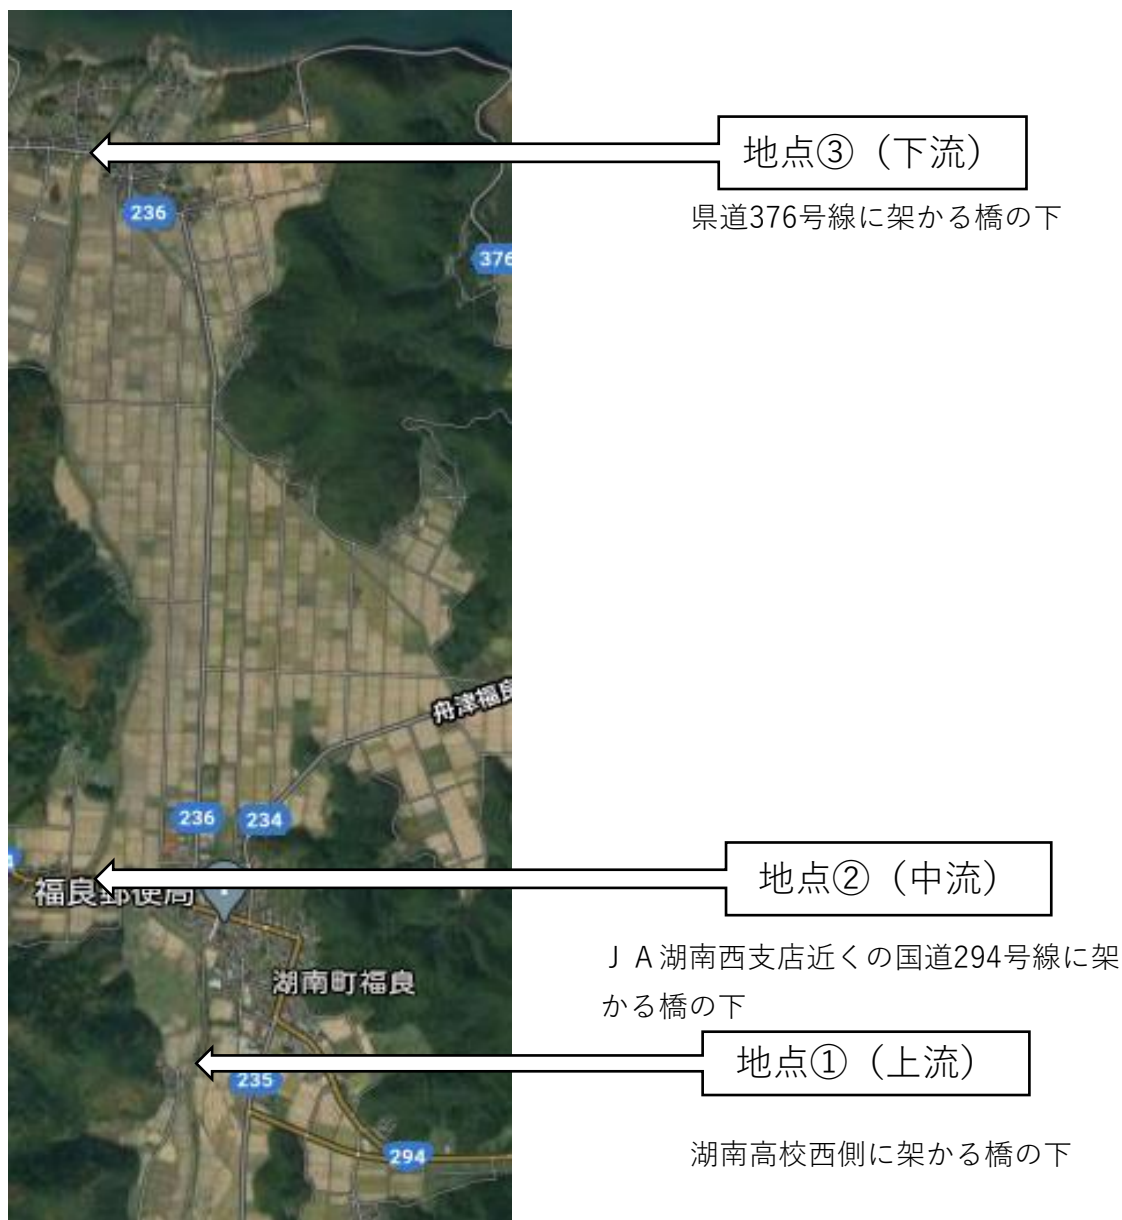 地点③（下流）
県道376号線に架かる橋の下
236
376
舟津福良
236
234
地点②（中流）
福良郵便局
ＪＡ湖南西支店近くの国道294号線に架
かる橋の下
湖南町福良
地点①（上流）
235
湖南高校西側に架かる橋の下
294